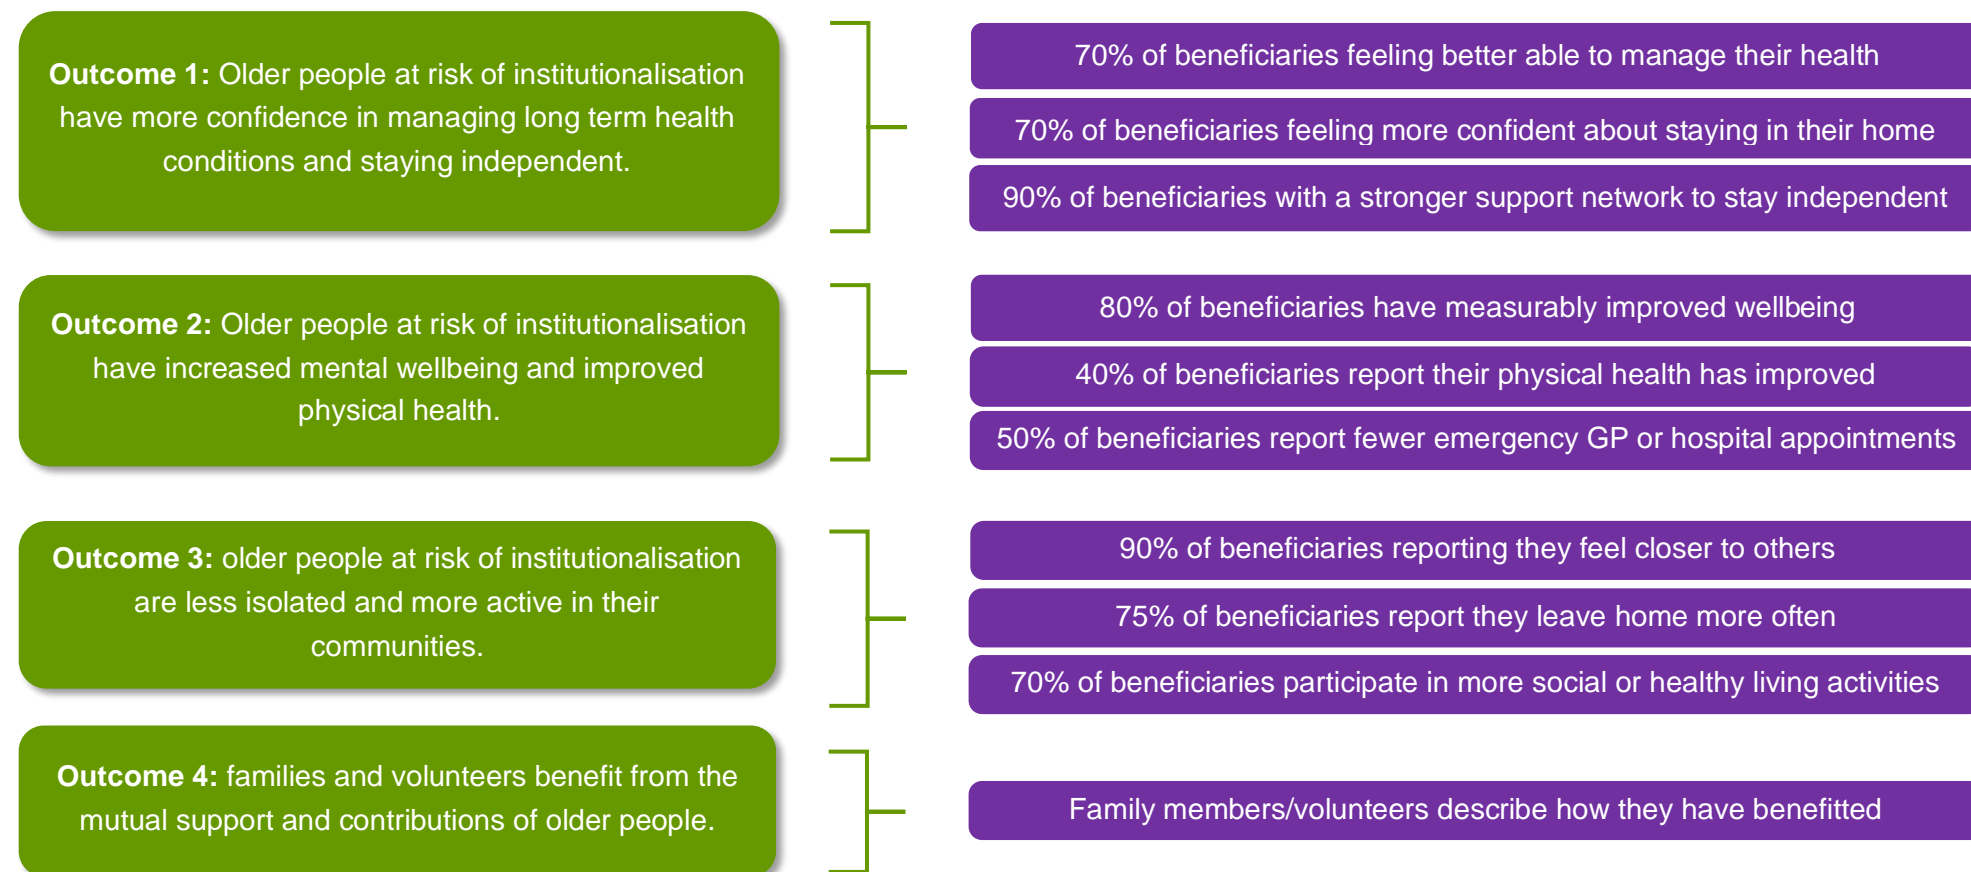 Outcome 1: Older people at risk of institutionalisation
have more confidence in managing long term health
conditions and staying independent.
70% of beneficiaries feeling better able to manage their health
70% of beneficiaries feeling more confident about staying in their home
90% of beneficiaries with a stronger support network to stay independent
Outcome 2: Older people at risk of institutionalisation
have increased mental wellbeing and improved
physical health.
80% of beneficiaries have measurably improved wellbeing
40% of beneficiaries report their physical health has improved
50% of beneficiaries report fewer emergency GP or hospital appointments
Outcome 3: older people at risk of institutionalisation
are less isolated and more active in their
communities.
90% of beneficiaries reporting they feel closer to others
75% of beneficiaries report they leave home more often
70% of beneficiaries participate in more social or healthy living activities
Outcome 4: families and volunteers benefit from the
mutual support and contributions of older people.
Family members/volunteers describe how they have benefitted